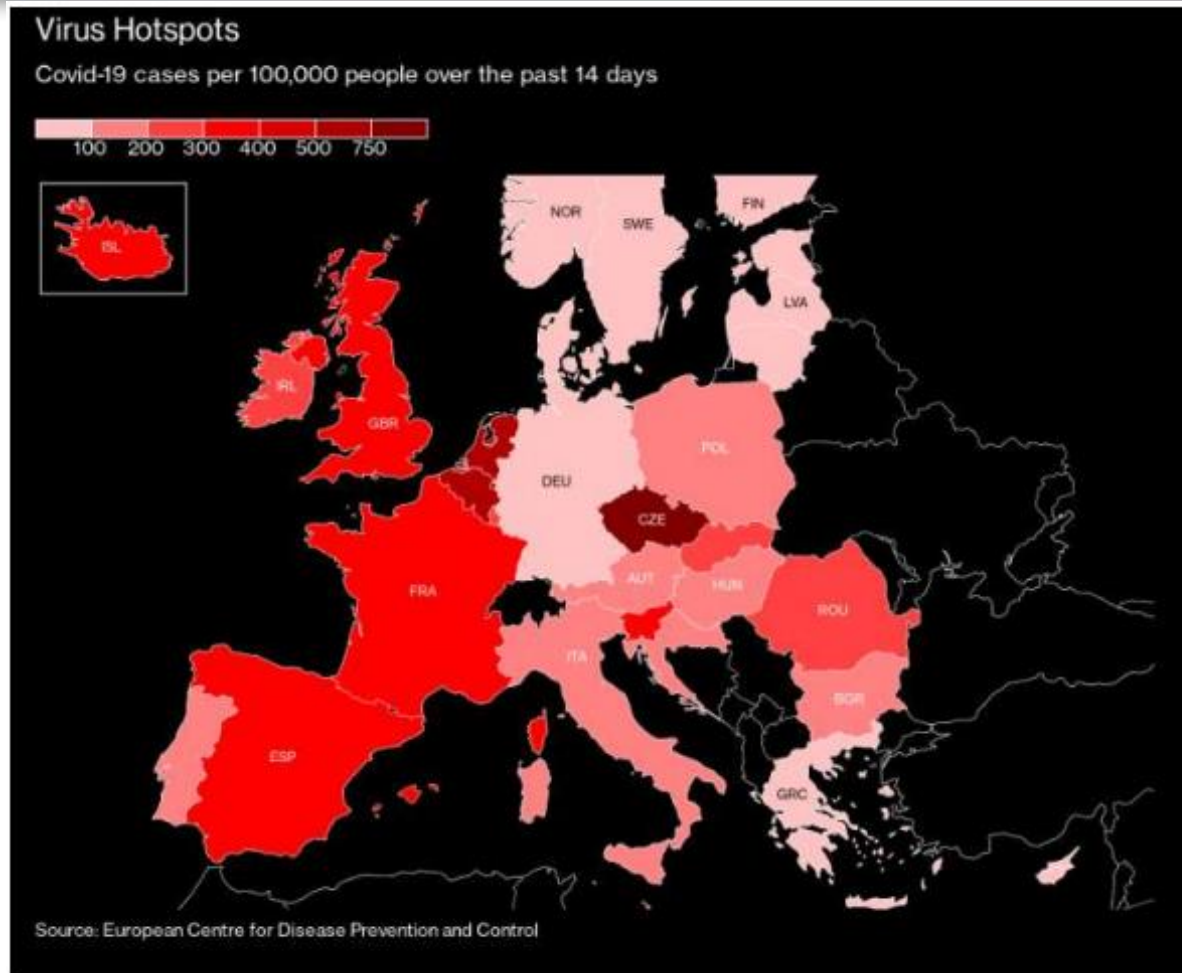 Virus Hotspots
Covid-19 cases per 100,000 people over the past 14 days
100 200 300 400 500 750
NOR
SWE
FIN
ISL
LVA
IRL
GBR
POL
DEU
CZE
AUT
HUN
FRA
ROU
ITA
BGR
ESP
GRC
Source: European Centre for Disease Prevention and Control